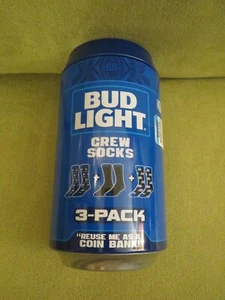 BUD
LIGHT
CREW
SOCKS
+ +
3-PACK
"REUSE ME AS A
COIN BANK!"